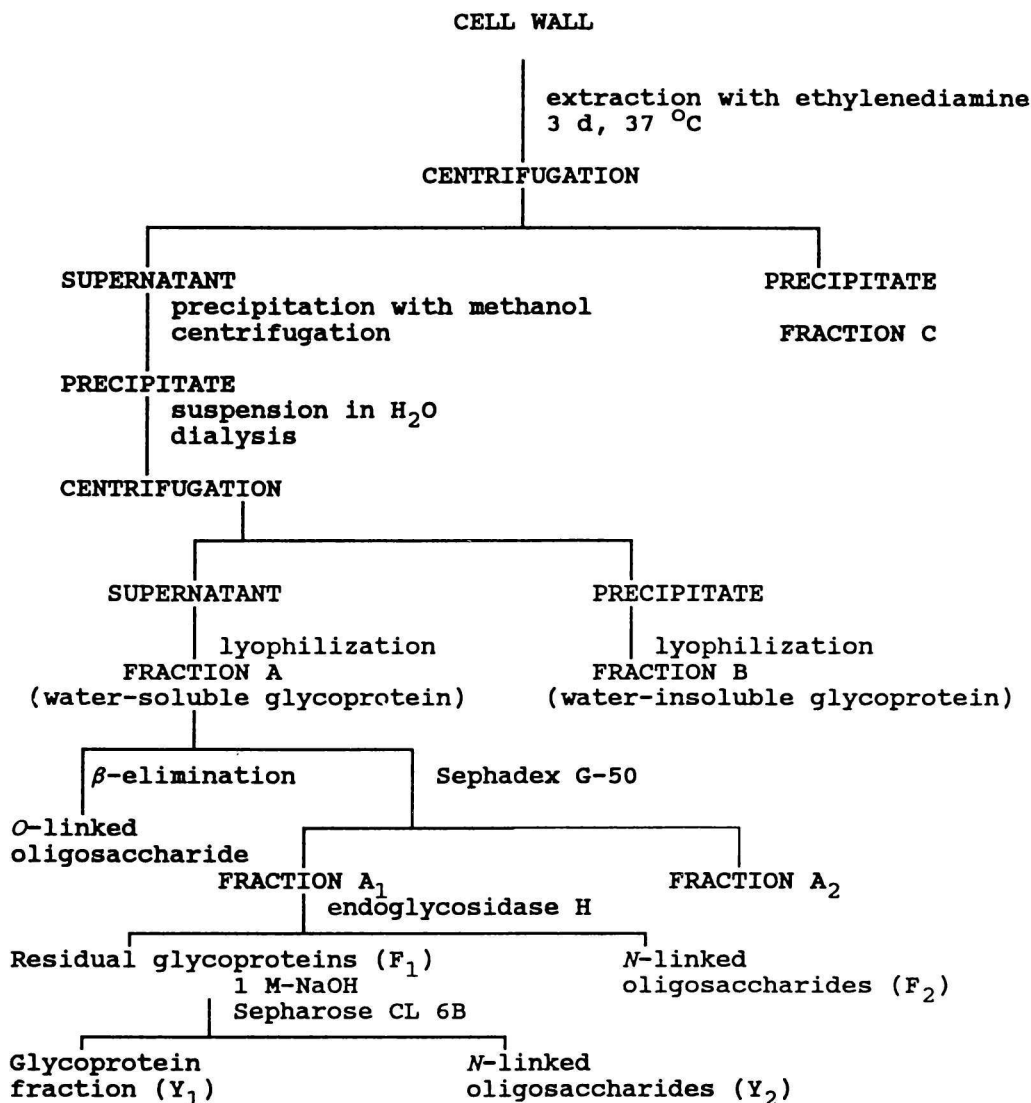 CELL WALL
extraction with ethylenediamine
3 d, 37 °C
CENTRIFUGATION
SUPERNATANT
precipitation with methanol
centrifugation
PRECIPITATE
FRACTION C
PRECIPITATE
suspension in H₂O
dialysis
CENTRIFUGATION
SUPERNATANT
lyophilization
FRACTION A
(water-soluble glycoprotein)
PRECIPITATE
lyophilization
FRACTION B
(water-insoluble glycoprotein)
β-elimination
Sephadex G-50
O-linked
oligosaccharide
FRACTION A₁
FRACTION A₂
endoglycosidase H
Residual glycoproteins (F₁)
1 M-NaOH
Sepharose CL 6B
N-linked
oligosaccharides (F₂)
Glycoprotein
fraction (Y₁)
N-linked
oligosaccharides (Y₂)